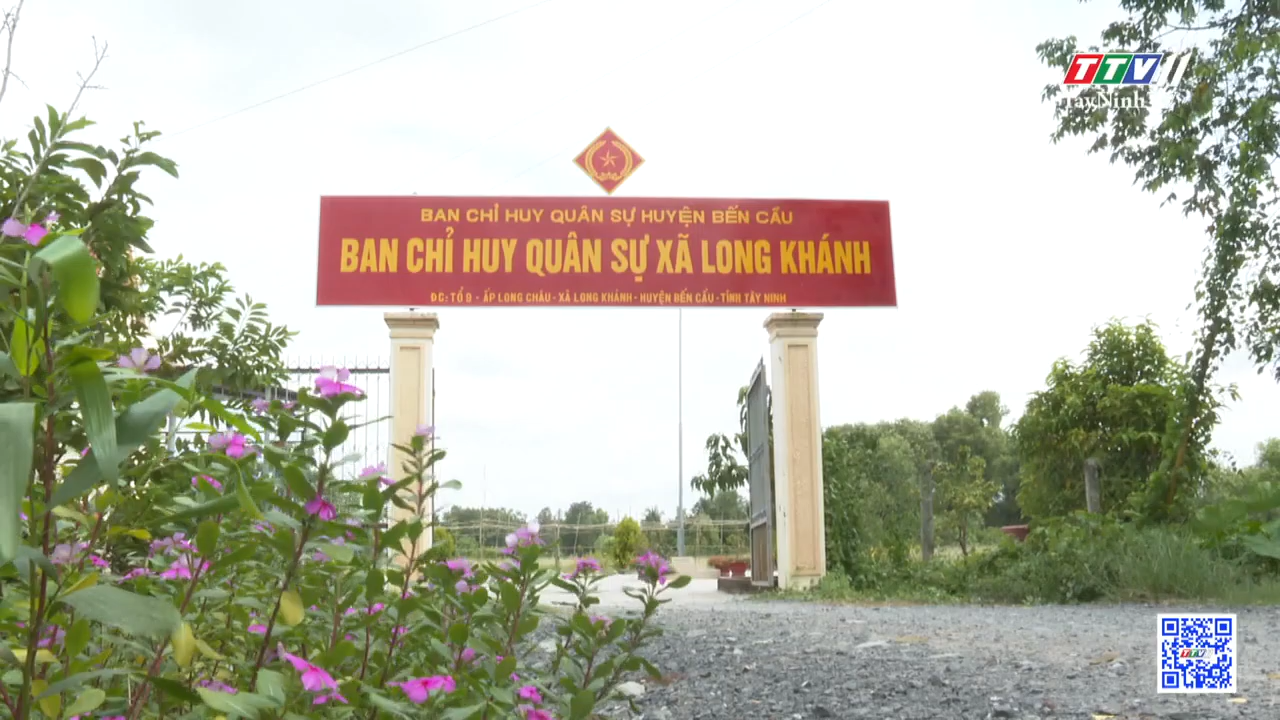 TTV11
TâyNinh
BAN CHỈ HUY QUÂN SỰ HUYỆN BẾN CẦU
BAN CHỈ HUY QUÂN SỰ XÃ LONG KHÁNH
ĐC: TỔ 9 - ẤP LONG CHÂU - XÃ LONG KHÁNH - HUYỆN BẾN CẦU - TỈNH TÂY NINH
TTV